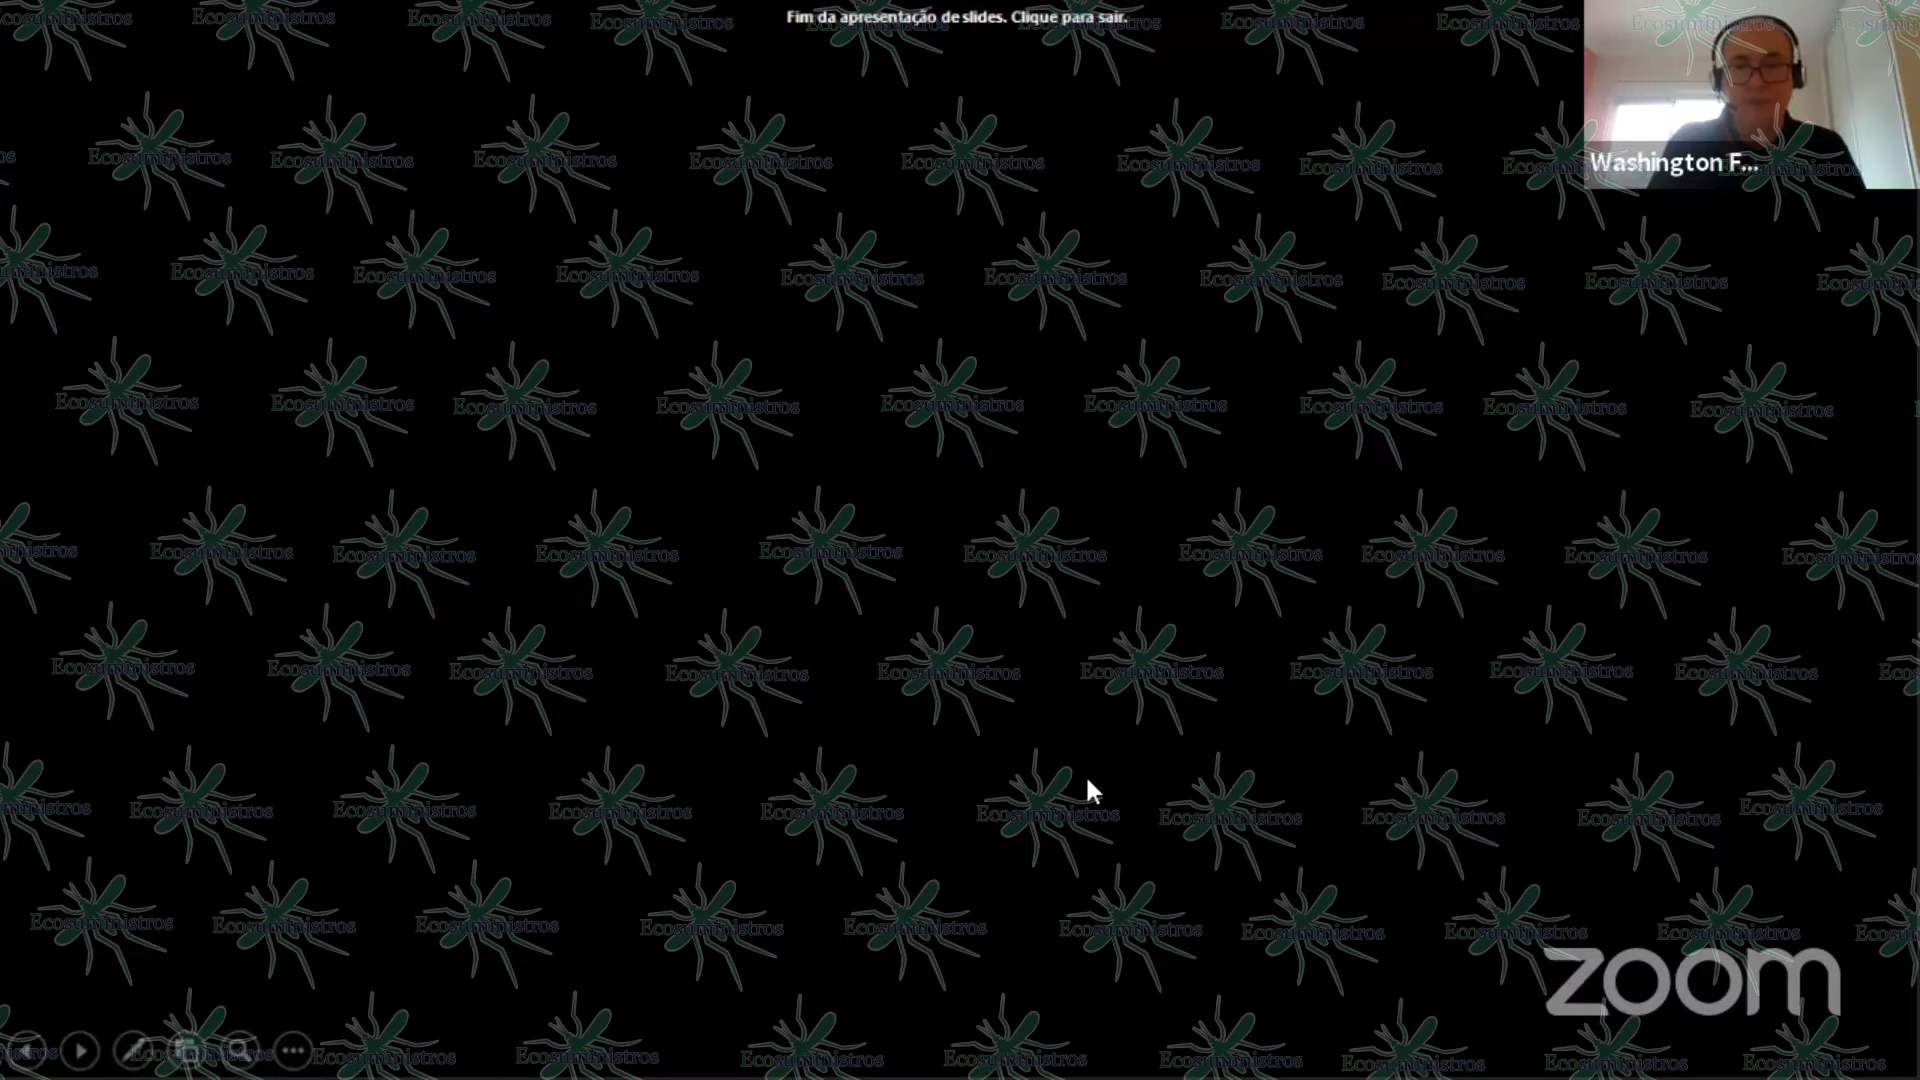 Fim da apresentação de slides. Clique para sair.
Washington F...
Ecosuministros
zoom